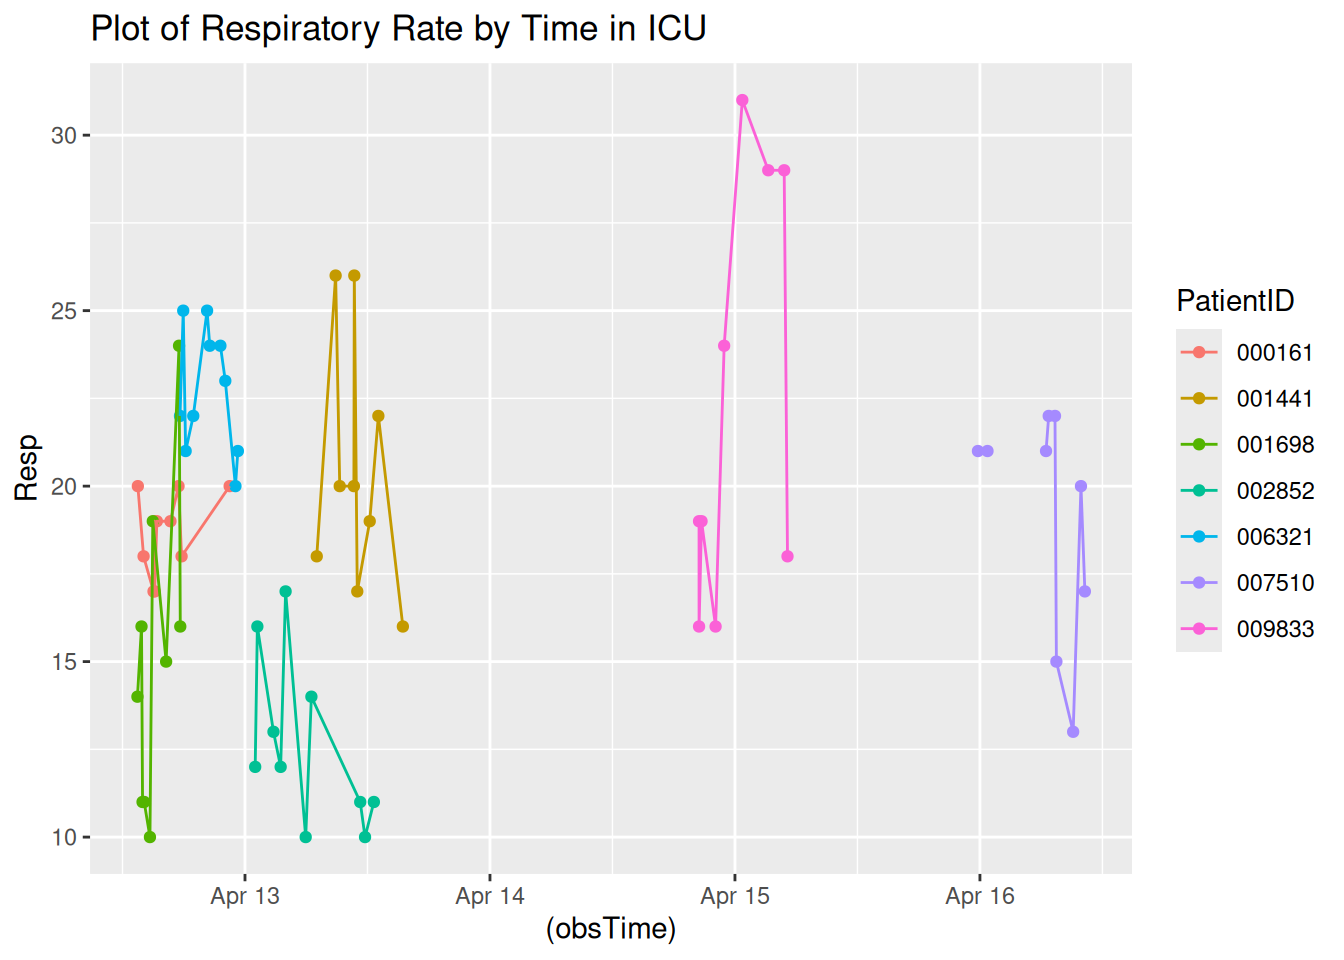 Plot of Respiratory Rate by Time in ICU
Resp
30
25
20
15
10
Apr 13
Apr 14
Apr 15
Apr 16
(obsTime)
PatientID
000161
001441
001698
002852
006321
007510
009833